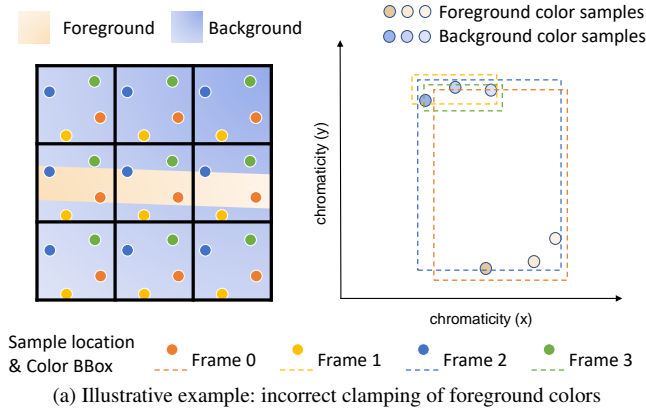 Foreground
Background
Foreground color samples
Background color samples
chromaticity (y)
chromaticity (x)
Sample location
& Color BBox
Frame 0
Frame 1
Frame 2
Frame 3
(a) Illustrative example: incorrect clamping of foreground colors